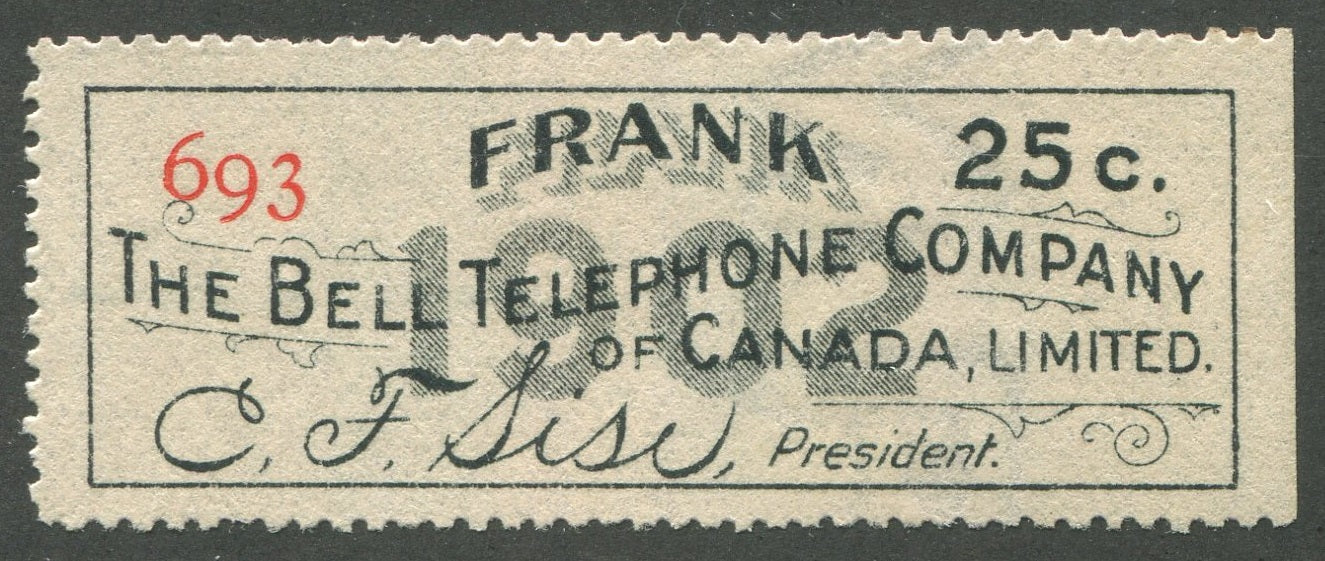 693
FRANK 25c.
1902
THE BELL TELEPHONE COMPANY
OF CANADA, LIMITED.
C. F. Sise, President.